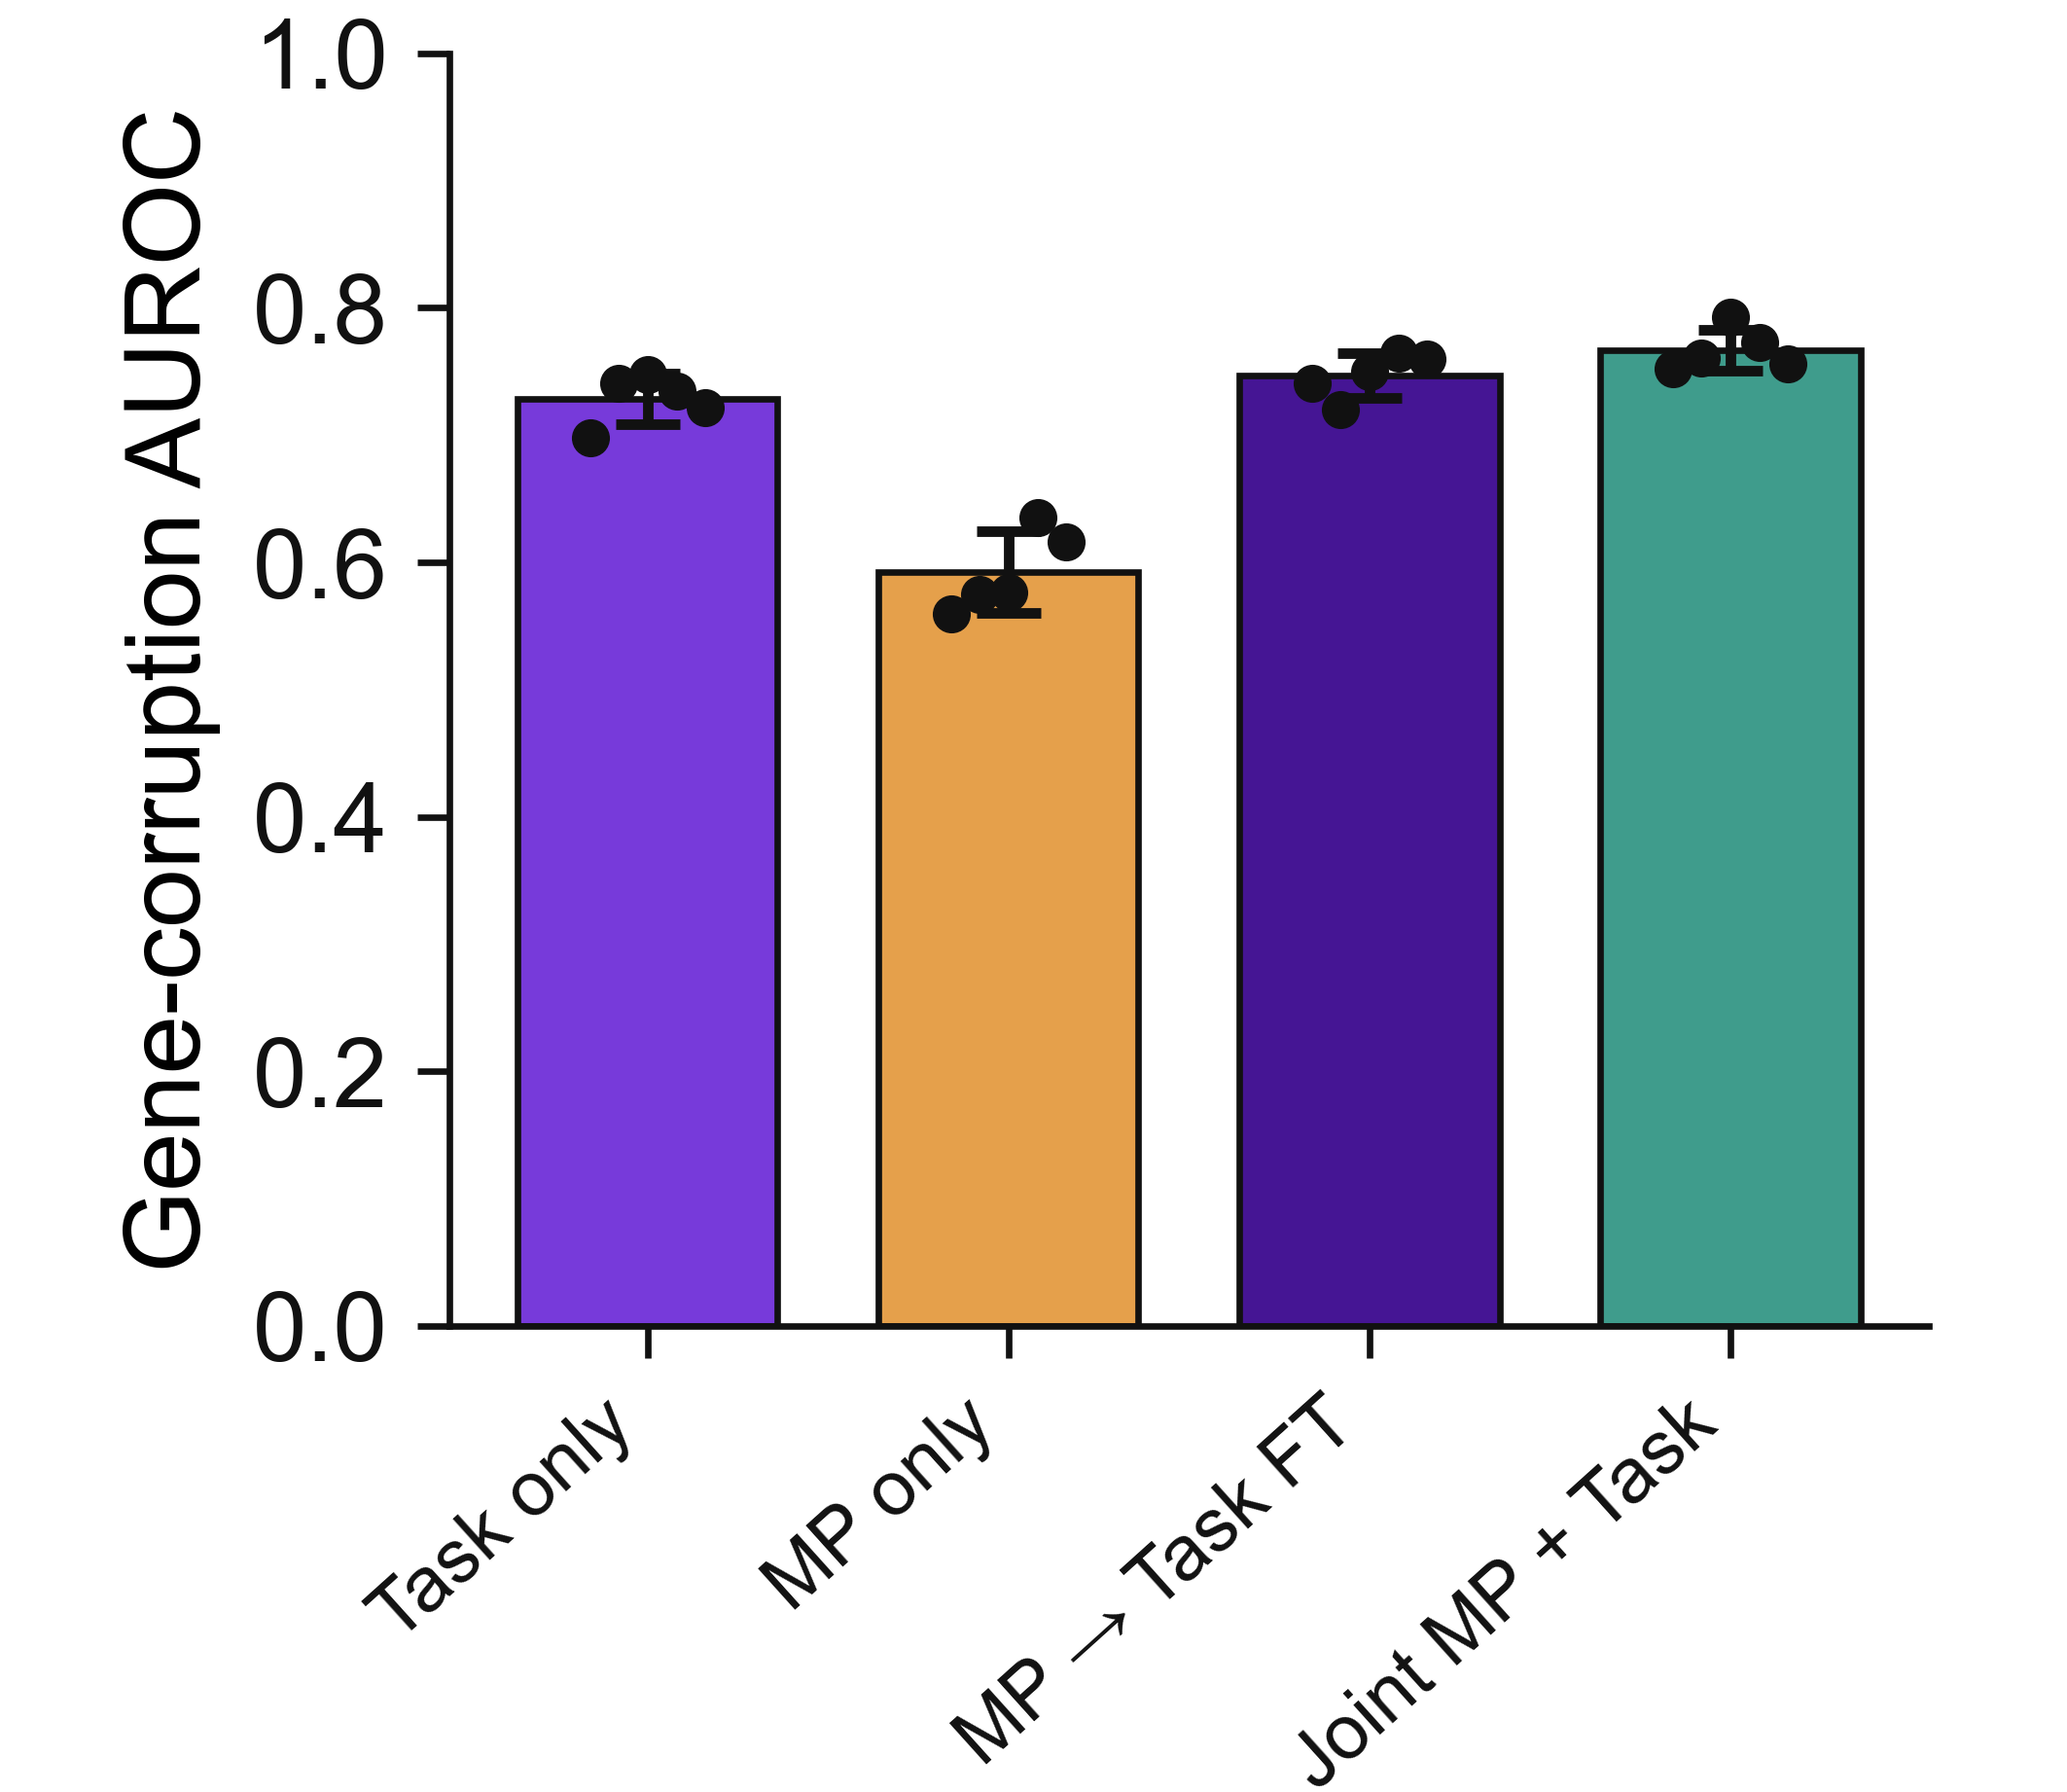 Gene-corruption AUROC
1.0
0.8
0.6
0.4
0.2
0.0
Task only
MP only
MP → Task FT
Joint MP + Task